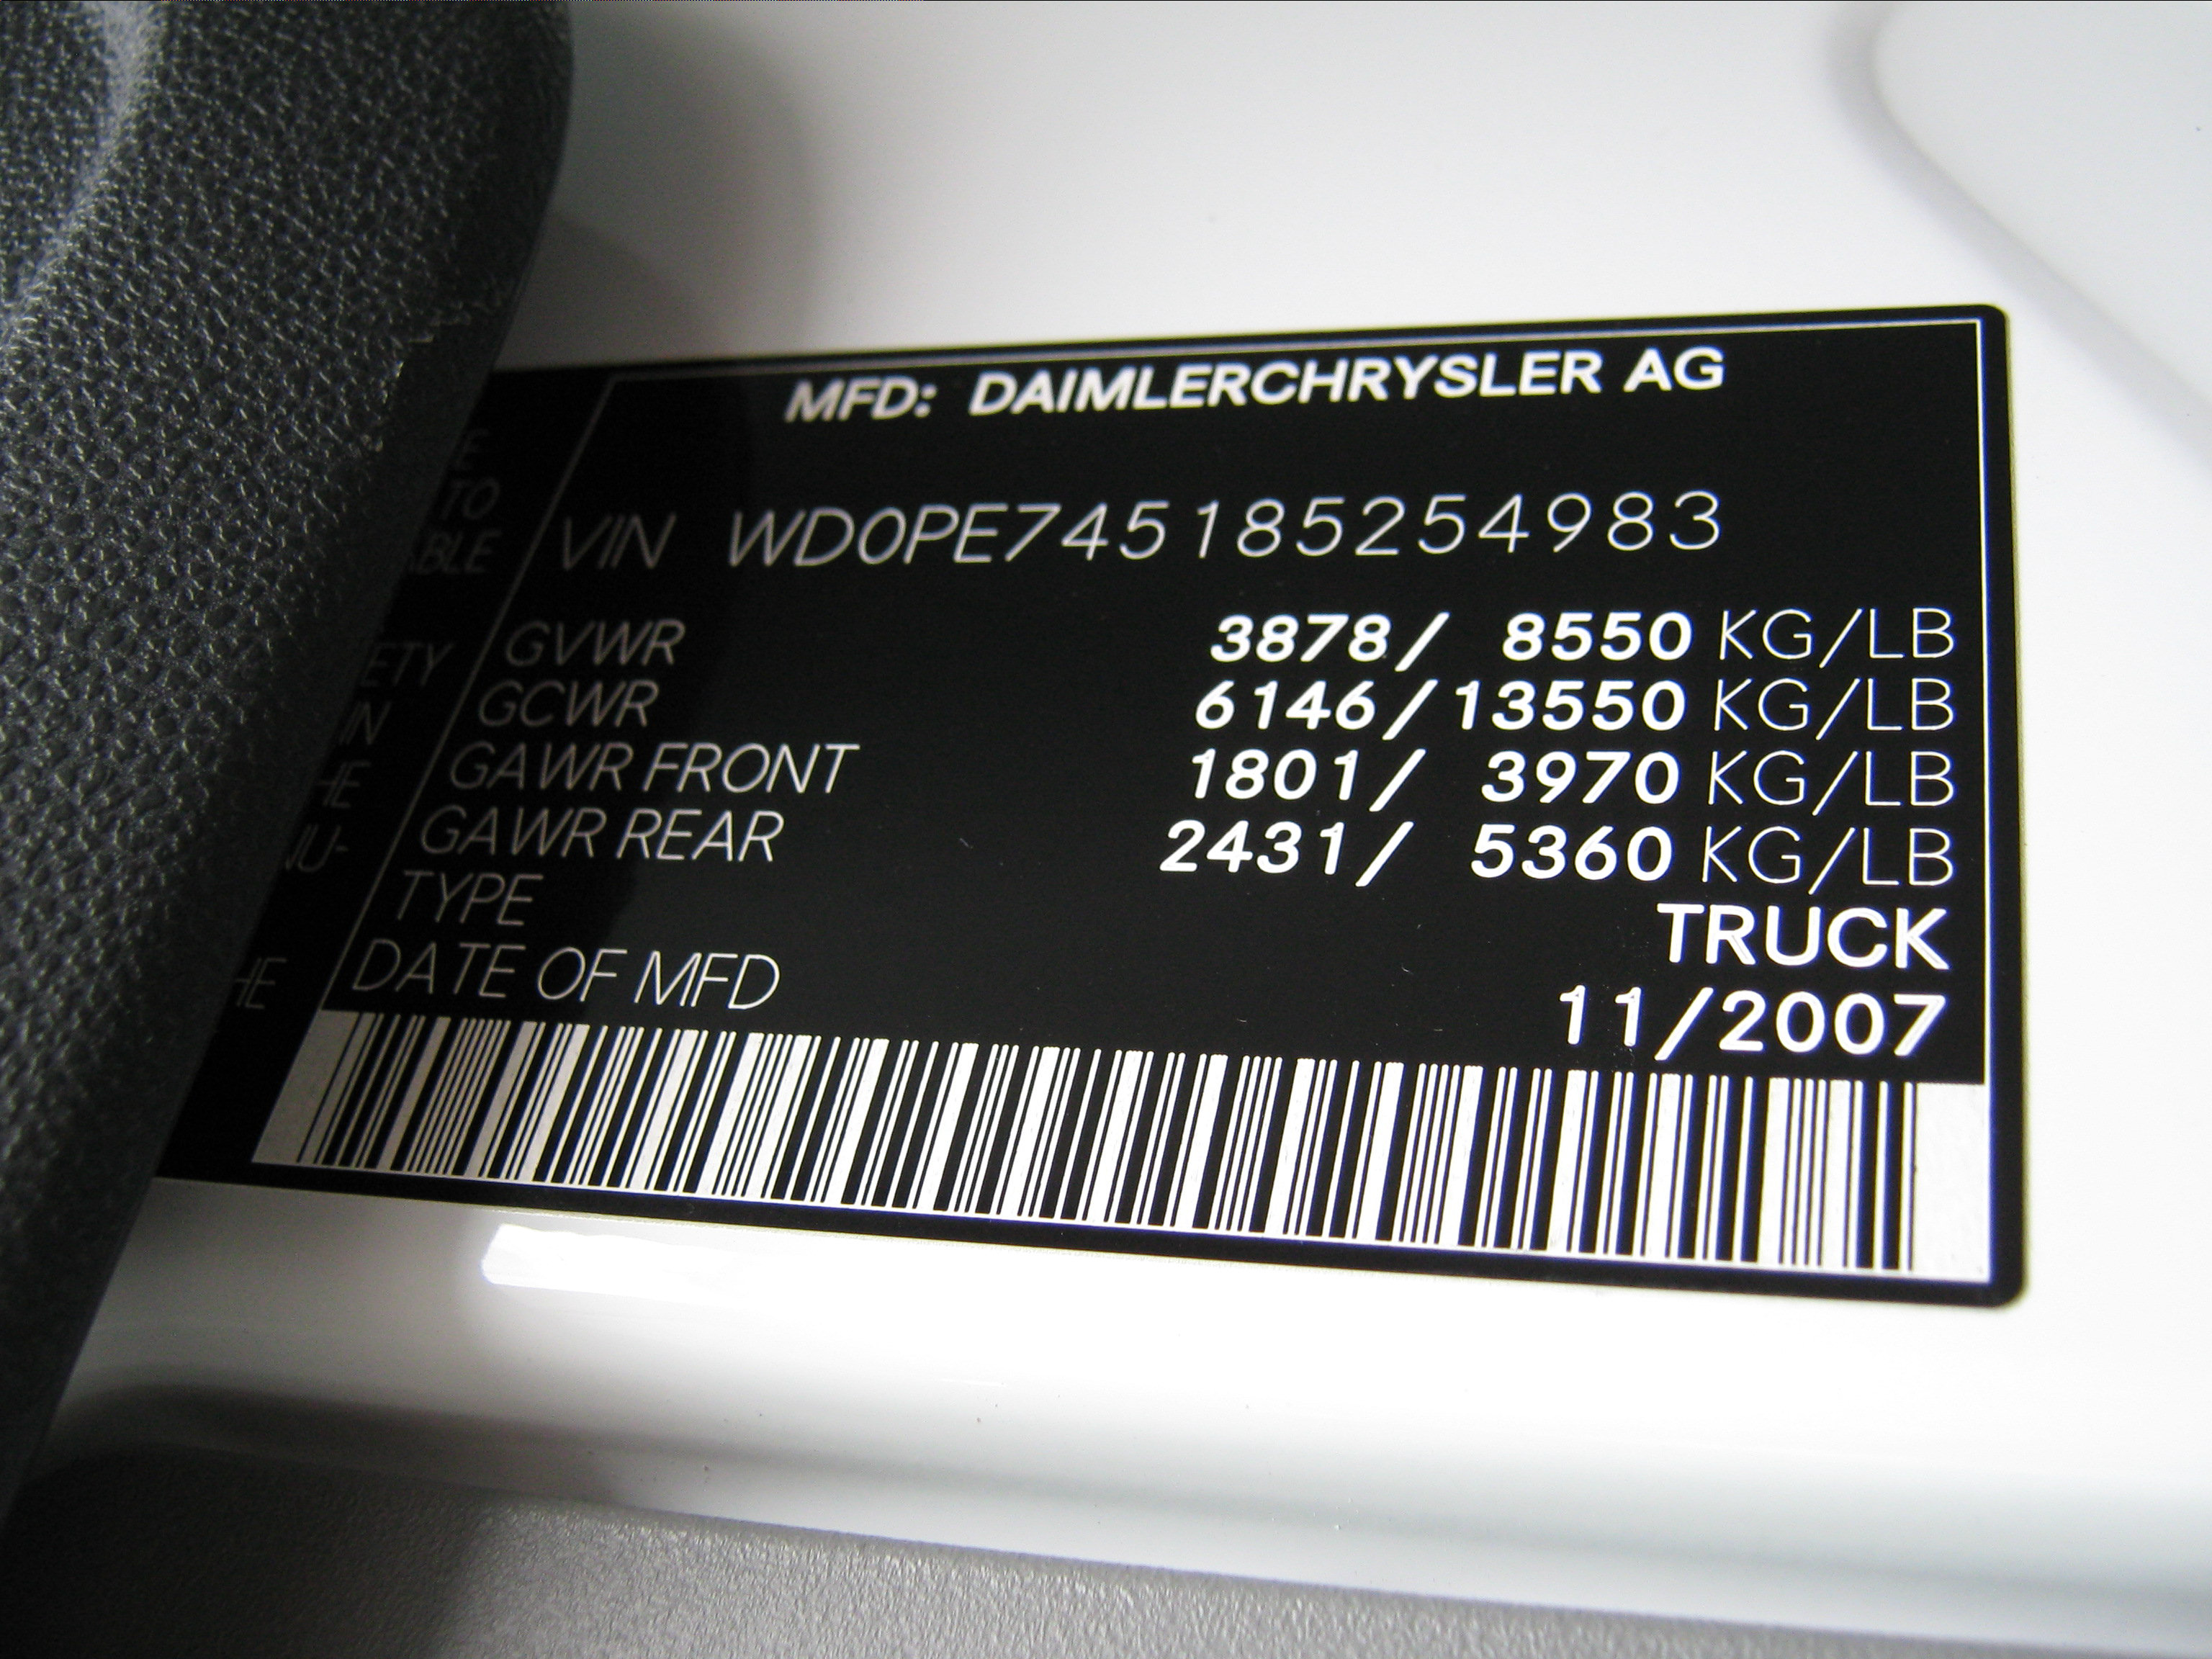 MFD: DAIMLERCHRYSLER AG
VIN WD0PE745185254983
GVWR 3878/ 8550 KG/LB
GCWR 6146/13550 KG/LB
GAWR FRONT 1801/ 3970 KG/LB
GAWR REAR 2431/ 5360 KG/LB
TYPE TRUCK
DATE OF MFD 11/2007
TO